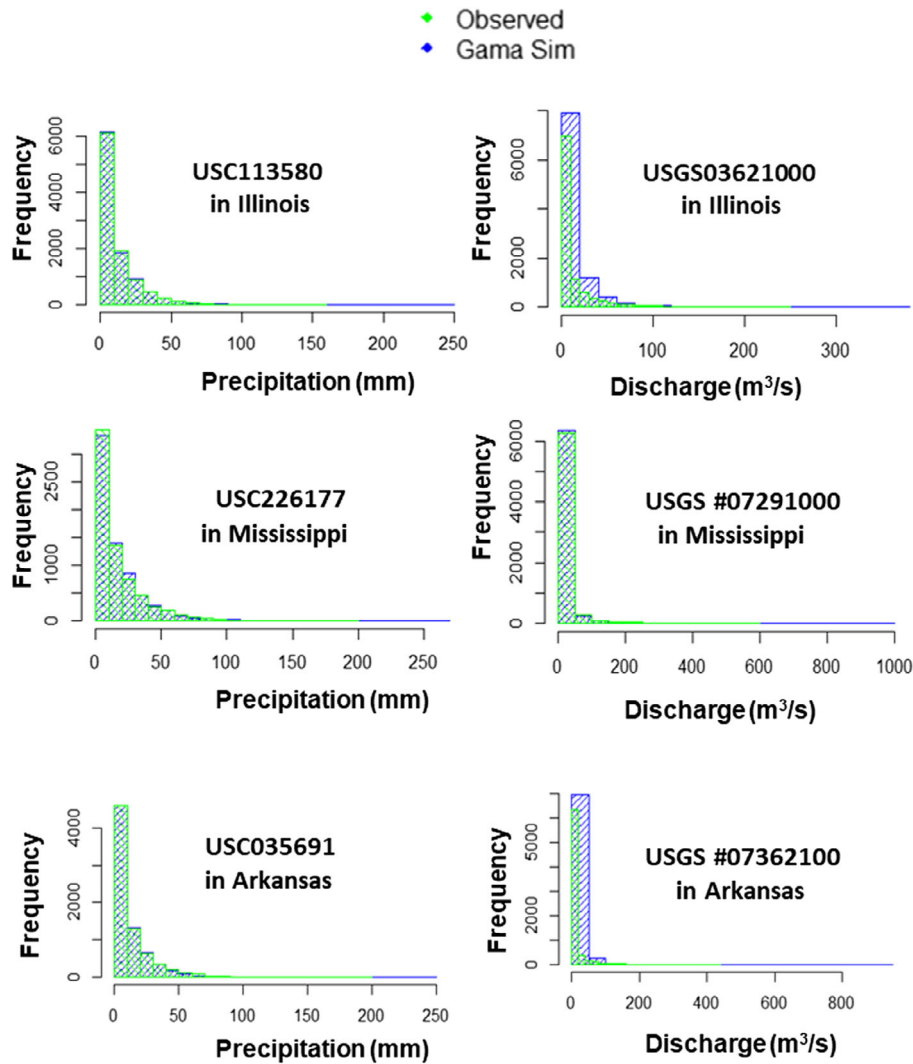 Observed
Gama Sim
Frequency
6000
4000
2000
0
USC113580
in Illinois
0 50 100 150 200 250
Precipitation (mm)
Frequency
6000
2000
0
USGS03621000
in Illinois
0 100 200 300
Discharge (m³/s)
Frequency
2500
1000
0
USC226177
in Mississippi
0 50 100 150 200 250
Precipitation (mm)
Frequency
6000
4000
2000
0
USGS #07291000
in Mississippi
0 200 400 600 800 1000
Discharge (m³/s)
Frequency
4000
2000
0
USC035691
in Arkansas
0 50 100 150 200 250
Precipitation (mm)
Frequency
5000
2000
0
USGS #07362100
in Arkansas
0 200 400 600 800
Discharge (m³/s)